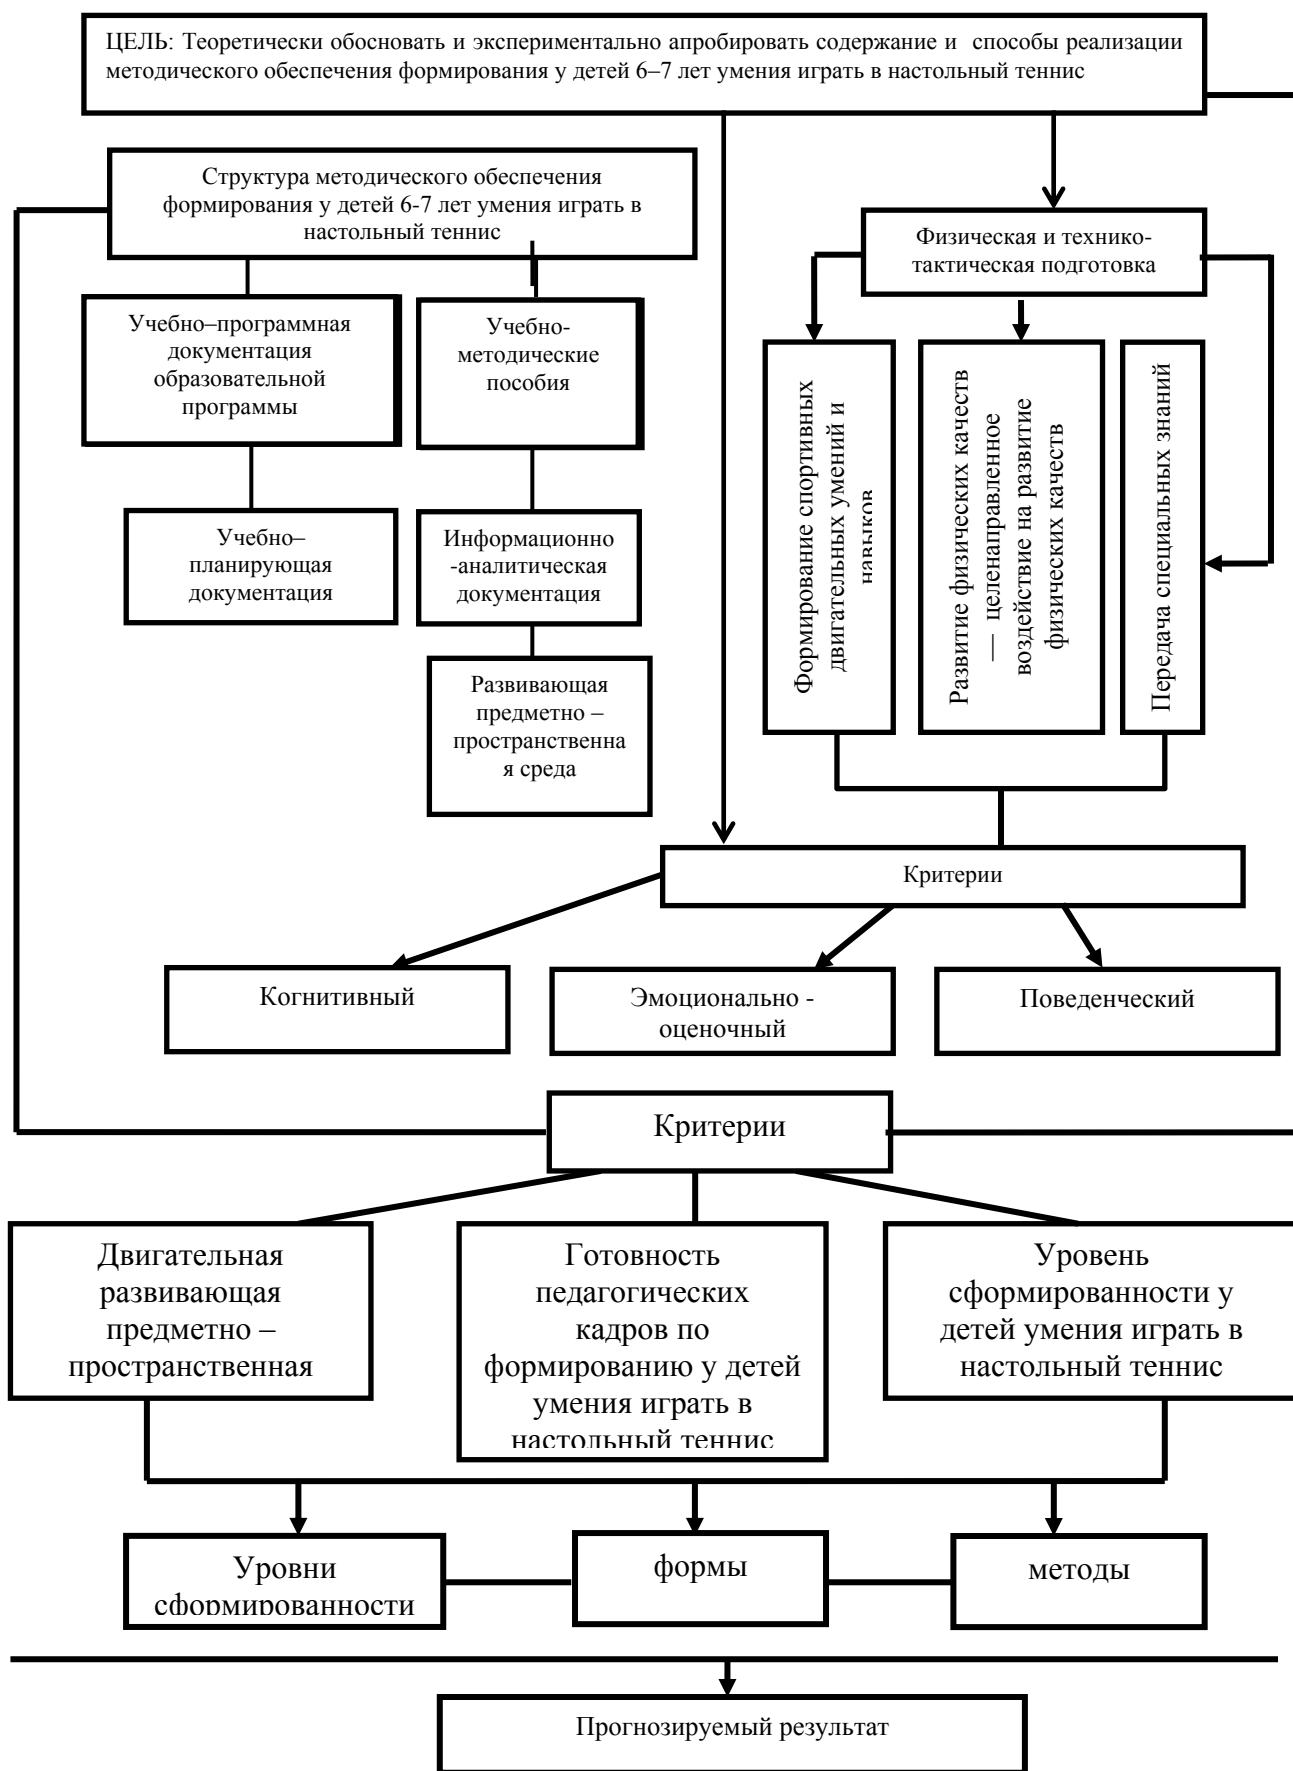 ЦЕЛЬ: Теоретически обосновать и экспериментально апробировать содержание и способы реализации
методического обеспечения формирования у детей 6–7 лет умения играть в настольный теннис
Структура методического обеспечения
формирования у детей 6-7 лет умения играть в
настольный теннис
Физическая и технико-
тактическая подготовка
Учебно–программная
документация
образовательной
программы
Учебно-
методические
пособия
Формирование спортивных
двигательных умений и
навыков
Развитие физических качеств
— целенаправленное
воздействие на развитие
физических качеств
Передача специальных знаний
Учебно–
планирующая
документация
Информационно
-аналитическая
документация
Развивающая
предметно –
пространственна
я среда
Критерии
Когнитивный
Эмоционально -
оценочный
Поведенческий
Критерии
Двигательная
развивающая
предметно –
пространственная
Готовность
педагогических
кадров по
формированию у детей
умения играть в
настольный теннис
Уровень
сформированности у
детей умения играть в
настольный теннис
Уровни
сформированности
формы
методы
Прогнозируемый результат